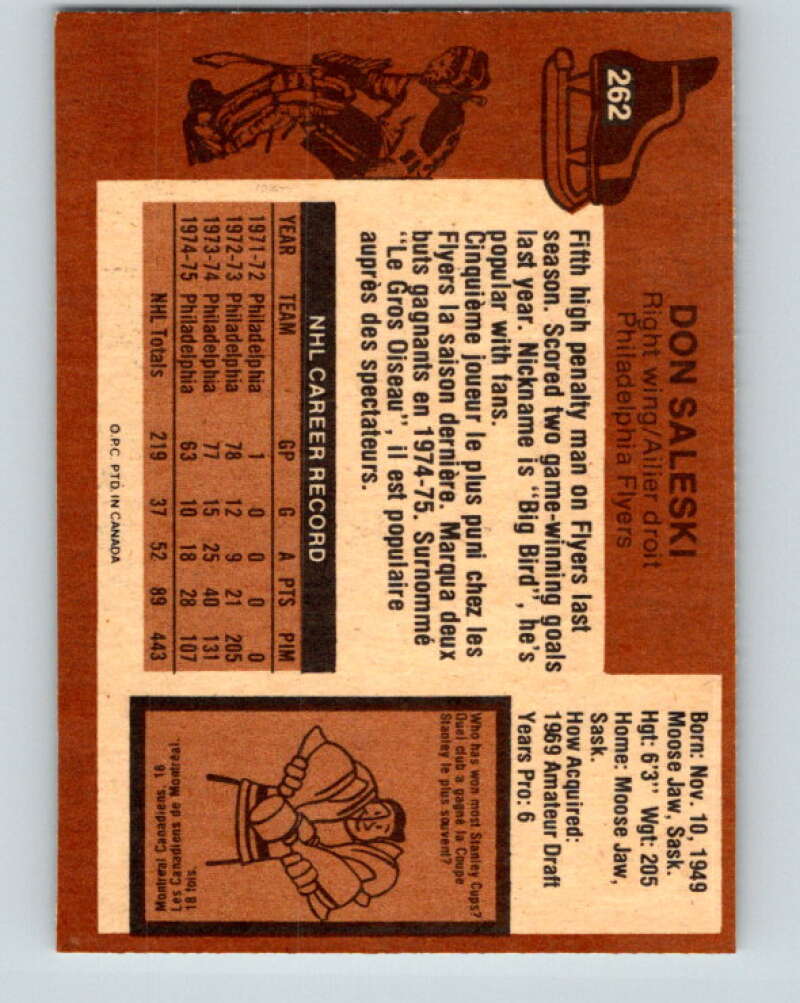 262
DON SALESKI
Right wing/Ailier droit
Philadelphia Flyers
Born: Nov. 10, 1949
Moose Jaw, Sask.
Hgt: 6'3" Wgt: 205
Home: Moose Jaw,
Sask.
How Acquired:
1969 Amateur Draft
Years Pro: 6
Fifth high penalty man on Flyers last
season. Scored two game-winning goals
last year. Nickname is "Big Bird", he's
popular with fans.
Cinquième joueur le plus puni chez les
Flyers la saison dernière. Marqua deux
buts gagnants en 1974-75. Surnommé
"Le Gros Oiseau", il est populaire
auprès des spectateurs.
NHL CAREER RECORD
YEAR TEAM GP G A PTS PIM
1971-72 Philadelphia 1 0 0 0 0
1972-73 Philadelphia 78 12 9 21 205
1973-74 Philadelphia 77 15 25 40 131
1974-75 Philadelphia 63 10 18 28 107
NHL Totals 219 37 52 89 443
Who has won most Stanley Cups?
Quel club a gagné la Coupe
Stanley le plus souvent?
Montreal Canadiens, 18
Les Canadiens de Montréal,
18 fois.
O.P.C. PTD. IN CANADA